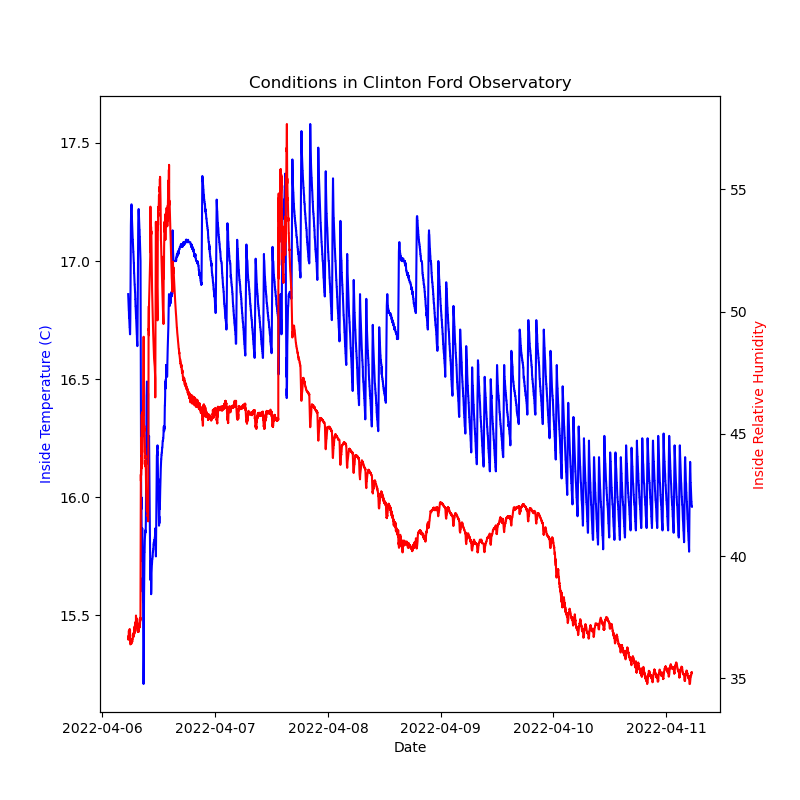 Conditions in Clinton Ford Observatory
17.5
17.0
16.5
16.0
15.5
Inside Temperature (C)
55
50
45
40
35
Inside Relative Humidity
2022-04-06 2022-04-07 2022-04-08 2022-04-09 2022-04-10 2022-04-11
Date